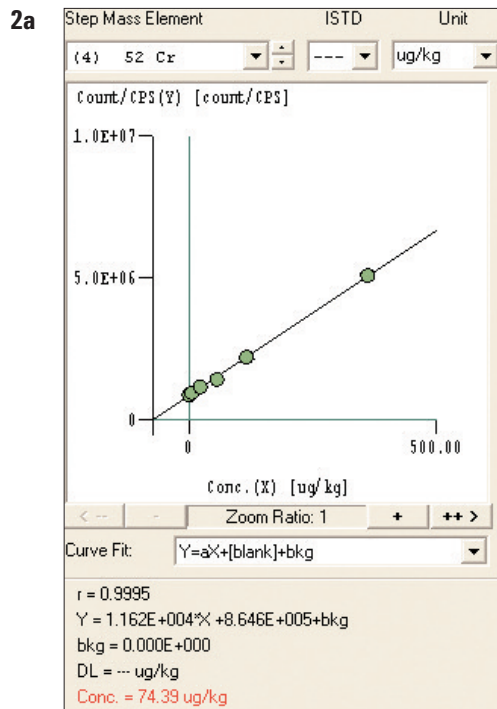 2a
Step Mass Element ISTD Unit
(4) 52 Cr --- ug/kg
Count/CPS(Y) [count/CPS]
1.0E+07
5.0E+06
0
0 500.00
Conc.(X) [ug/kg]
< -- - Zoom Ratio: 1 + ++ >
Curve Fit: Y=aX+[blank]+bkg
r = 0.9995
Y = 1.162E+004*X +8.646E+005+bkg
bkg = 0.000E+000
DL = --- ug/kg
Conc. = 74.39 ug/kg